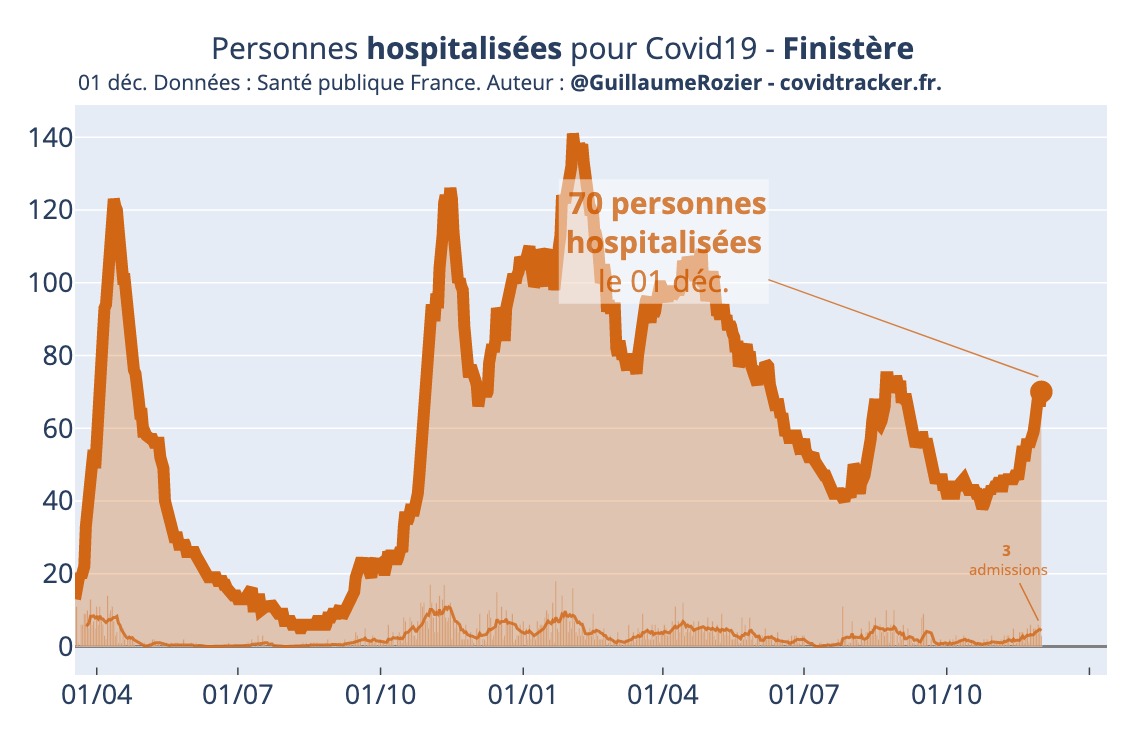 Personnes hospitalisées pour Covid19 - Finistère
01 déc. Données : Santé publique France. Auteur : @GuillaumeRozier - covidtracker.fr.
140
120
100
80
60
40
20
0
70 personnes
hospitalisées
le 01 déc.
3
admissions
01/04 01/07 01/10 01/01 01/04 01/07 01/10